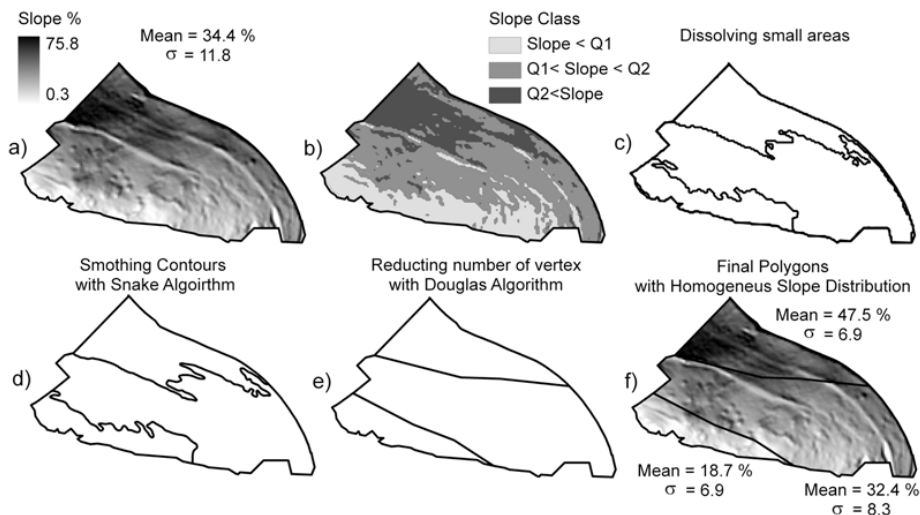 Slope %
75.8
0.3
Mean = 34.4 %
σ = 11.8
a)
Slope Class
Slope < Q1
Q1< Slope < Q2
Q2<Slope
b)
Dissolving small areas
c)
Smothing Contours
with Snake Algoirthm
d)
Reducting number of vertex
with Douglas Algorithm
e)
Final Polygons
with Homogeneus Slope Distribution
Mean = 47.5 %
σ = 6.9
f)
Mean = 18.7 %
σ = 6.9
Mean = 32.4 %
σ = 8.3